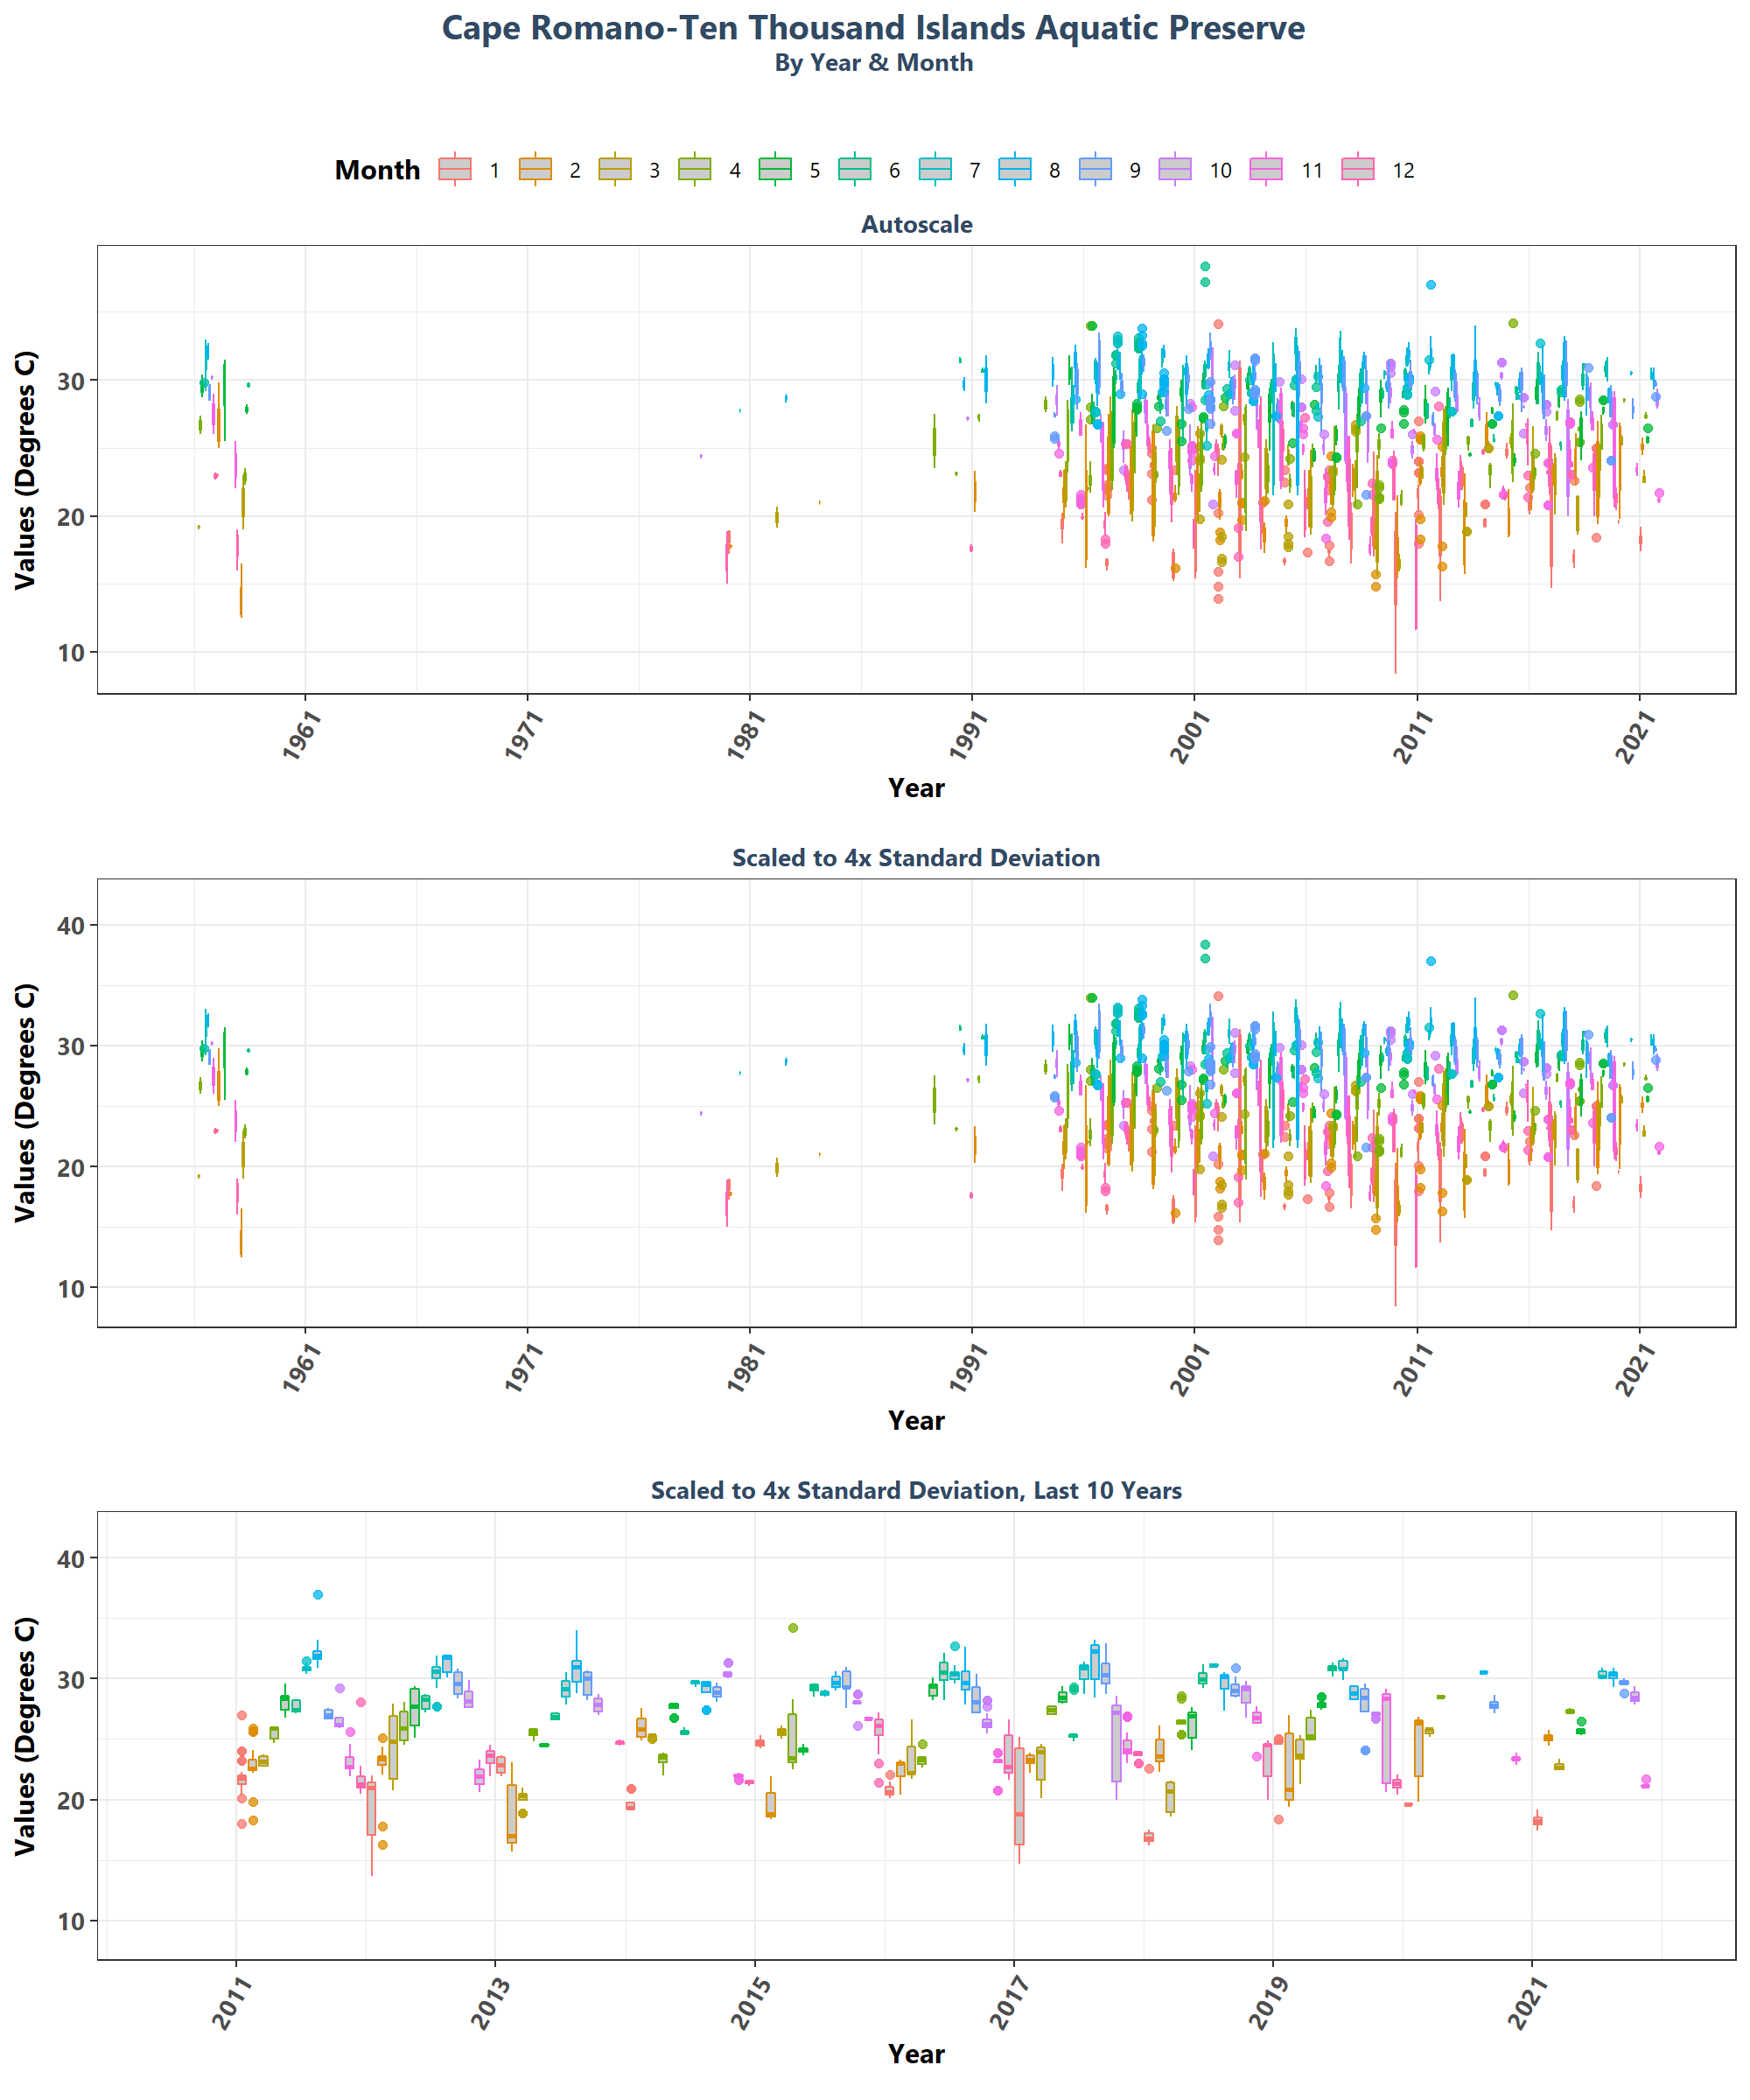 Cape Romano-Ten Thousand Islands Aquatic Preserve
By Year & Month
Month 1 2 3 4 5 6 7 8 9 10 11 12
Autoscale
Values (Degrees C)
30
20
10
1961 1971 1981 1991 2001 2011 2021
Year
Scaled to 4x Standard Deviation
Values (Degrees C)
40
30
20
10
1961 1971 1981 1991 2001 2011 2021
Year
Scaled to 4x Standard Deviation, Last 10 Years
Values (Degrees C)
40
30
20
10
2011 2013 2015 2017 2019 2021
Year